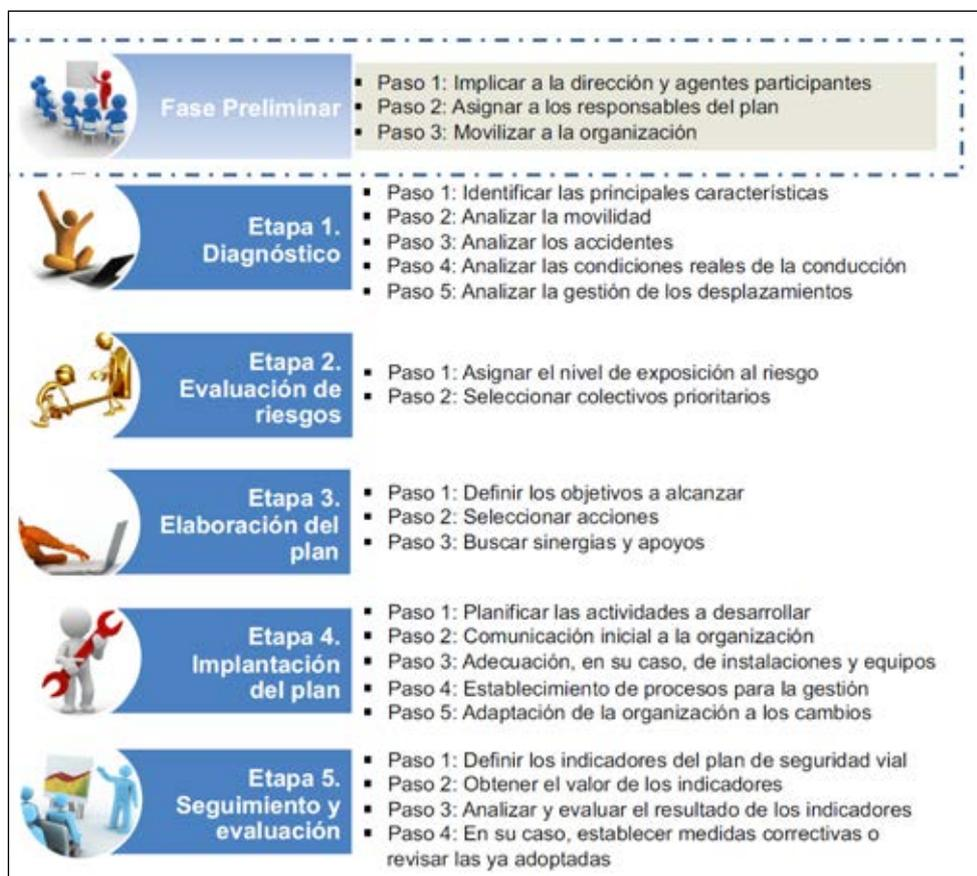 Fase Preliminar
▪ Paso 1: Implicar a la dirección y agentes participantes
▪ Paso 2: Asignar a los responsables del plan
▪ Paso 3: Movilizar a la organización
Etapa 1.
Diagnóstico
▪ Paso 1: Identificar las principales características
▪ Paso 2: Analizar la movilidad
▪ Paso 3: Analizar los accidentes
▪ Paso 4: Analizar las condiciones reales de la conducción
▪ Paso 5: Analizar la gestión de los desplazamientos
Etapa 2.
Evaluación de
riesgos
▪ Paso 1: Asignar el nivel de exposición al riesgo
▪ Paso 2: Seleccionar colectivos prioritarios
Etapa 3.
Elaboración del
plan
▪ Paso 1: Definir los objetivos a alcanzar
▪ Paso 2: Seleccionar acciones
▪ Paso 3: Buscar sinergias y apoyos
Etapa 4.
Implantación
del plan
▪ Paso 1: Planificar las actividades a desarrollar
▪ Paso 2: Comunicación inicial a la organización
▪ Paso 3: Adecuación, en su caso, de instalaciones y equipos
▪ Paso 4: Establecimiento de procesos para la gestión
▪ Paso 5: Adaptación de la organización a los cambios
Etapa 5.
Seguimiento y
evaluación
▪ Paso 1: Definir los indicadores del plan de seguridad vial
▪ Paso 2: Obtener el valor de los indicadores
▪ Paso 3: Analizar y evaluar el resultado de los indicadores
▪ Paso 4: En su caso, establecer medidas correctivas o
revisar las ya adoptadas